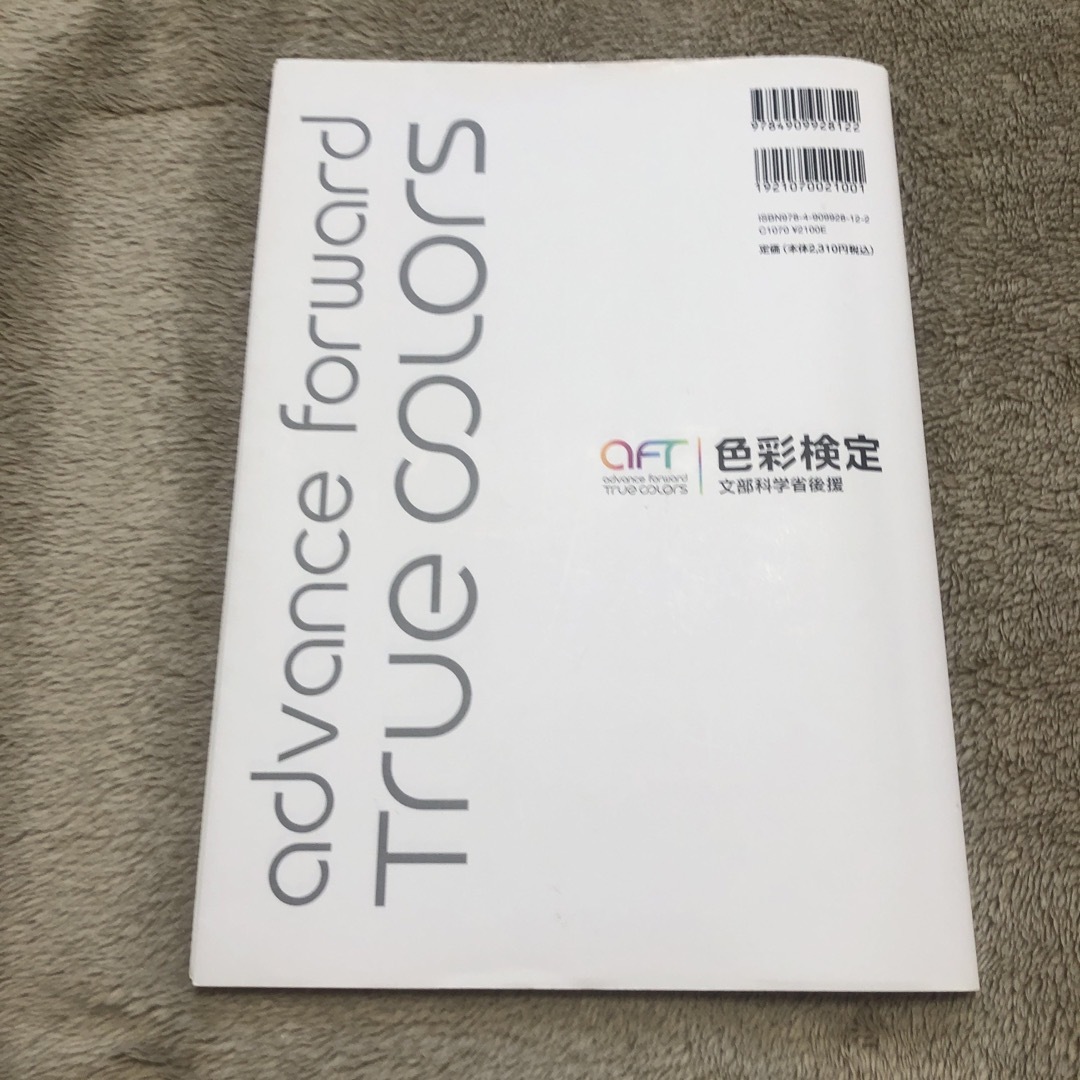 advance forward
True colors
9784909928122
1921070021001
ISBN978-4-909928-12-2
C1070 ¥2100E
定価(本体2,310円税込)
aFT
advance forward
True colors
色彩検定
文部科学省後援